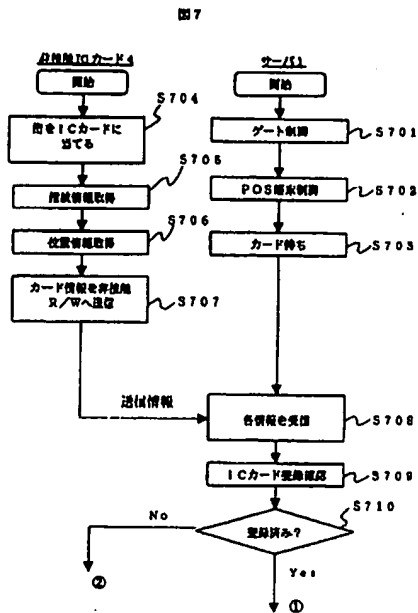 図7
非接触ICカード4
サーバ1
開始
開始
S704
指をICカードに
当てる
ゲート制御
S701
S705
指紋情報取得
POS端末制御
S702
S706
位置情報取得
カード待ち
S703
カード情報を非接触
R/Wへ送信
S707
送信情報
各情報を受信
S708
ICカード登録確認
S709
S710
登録済み?
No
Yes
②
①